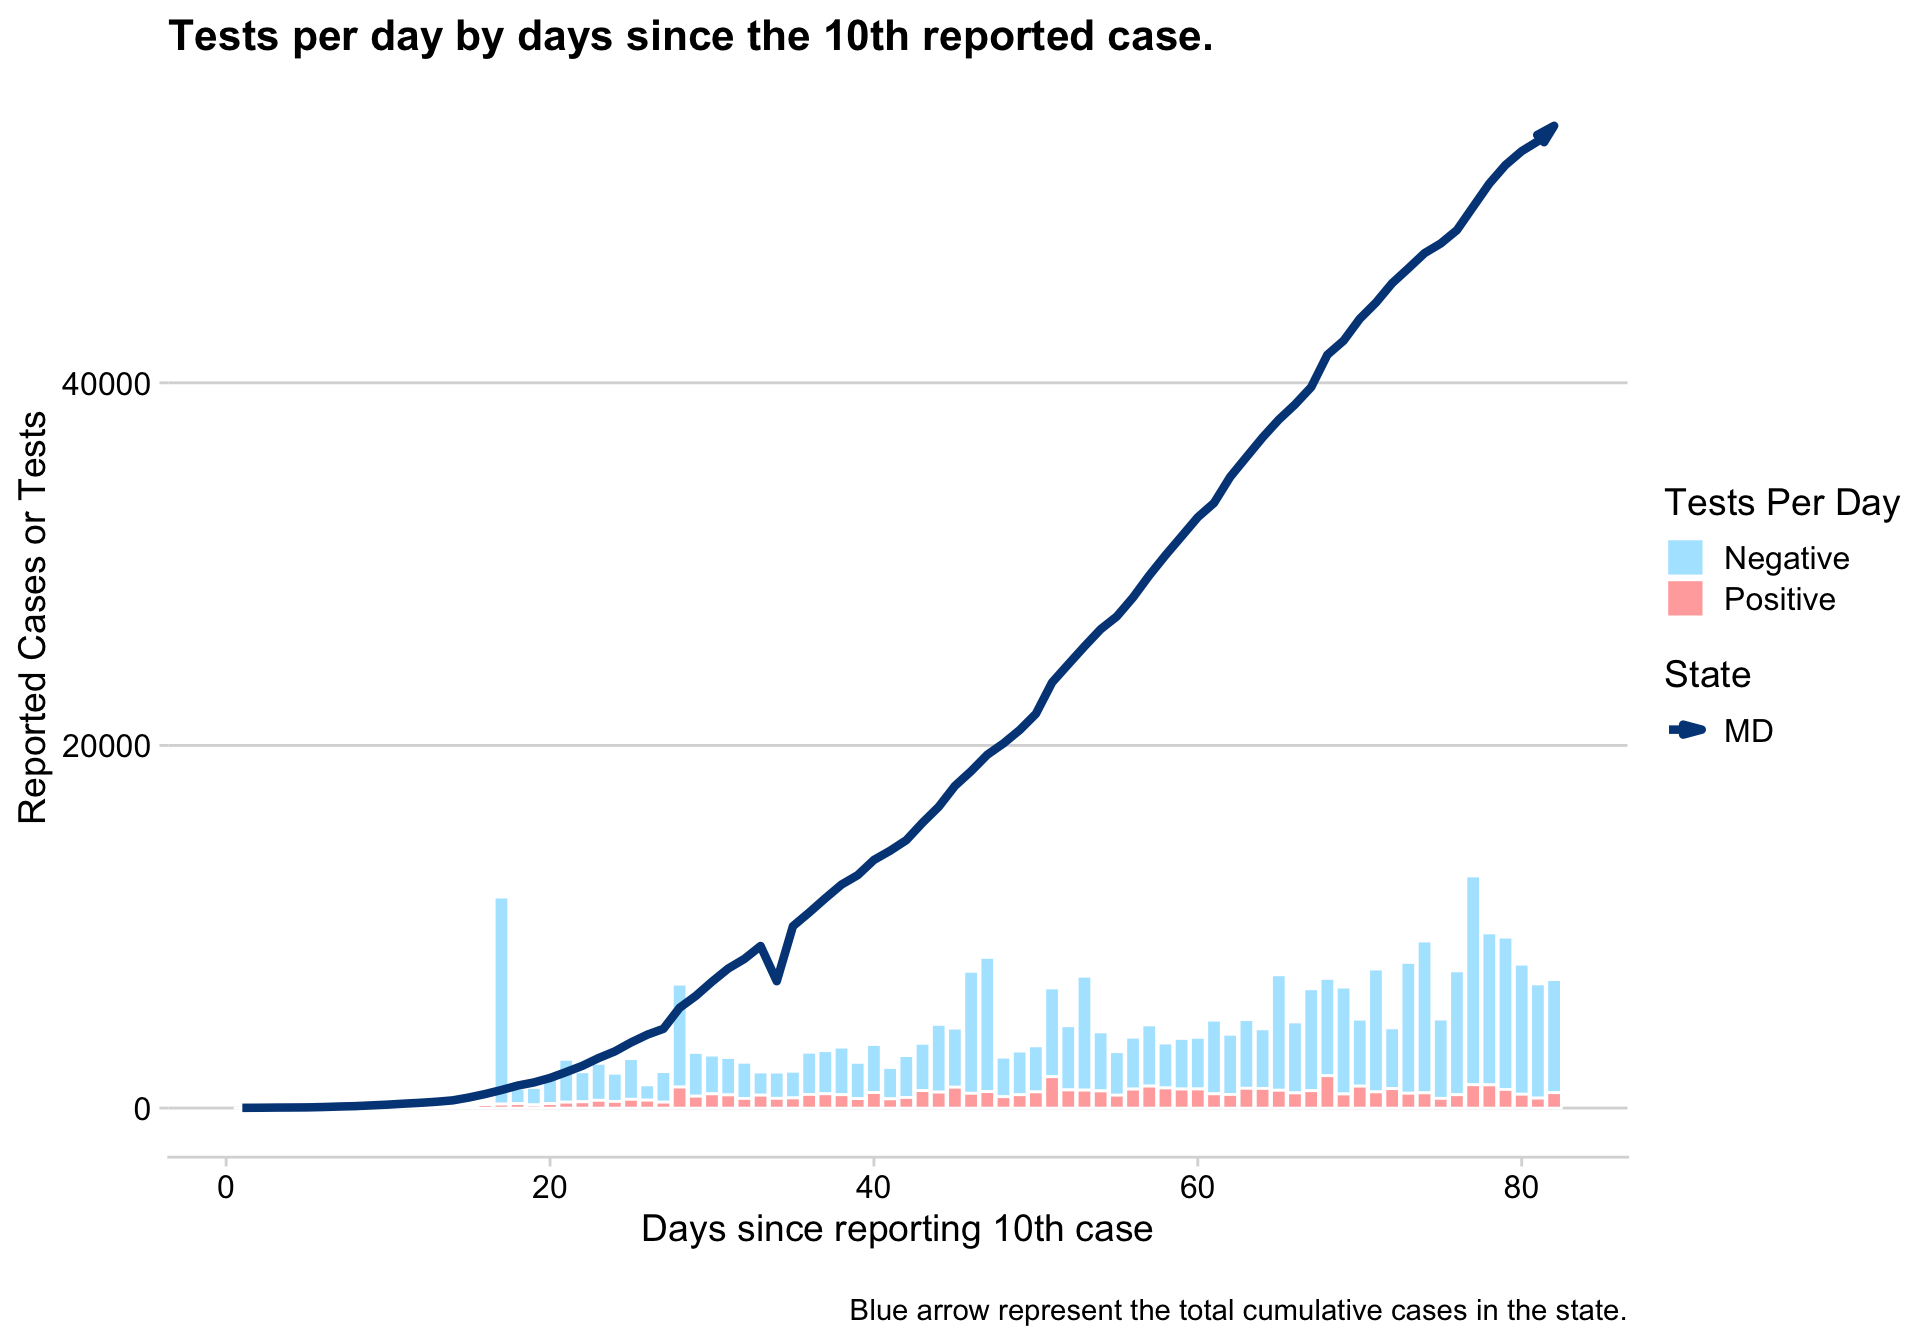 Tests per day by days since the 10th reported case.
Reported Cases or Tests
40000
20000
0
0 20 40 60 80
Days since reporting 10th case
Tests Per Day
Negative
Positive
State
MD
Blue arrow represent the total cumulative cases in the state.